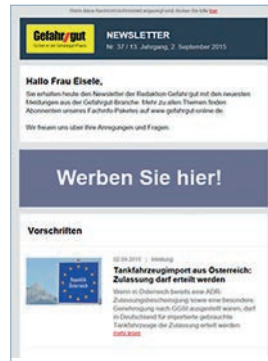 Gefahr/gut
NEWSLETTER
Nr. 37 / 13. Jahrgang, 2. September 2015
Hallo Frau Eisele,
Sie erhalten heute den Newsletter der Redaktion Gefahr/gut mit den neuesten
Meldungen aus der Gefahrgut-Branche. Mehr zu allen Themen finden
Abonnenten unseres Fachinfo-Paketes auf www.gefahrgut-online.de.
Wir freuen uns über Ihre Anregungen und Fragen.
Werben Sie hier!
Vorschriften
Republik
Österreich
02.09.2015 | Meldung
Tankfahrzeugimport aus Österreich:
Zulassung darf erteilt werden
Wenn in Österreich bereits eine ADR-
Zulassungsbescheinigung sowie eine besondere
Genehmigung nach GGBl ausgestellt waren, darf
in Deutschland für importierte gebrauchte
Tankfahrzeuge die Zulassung erteilt werden.
mehr lesen